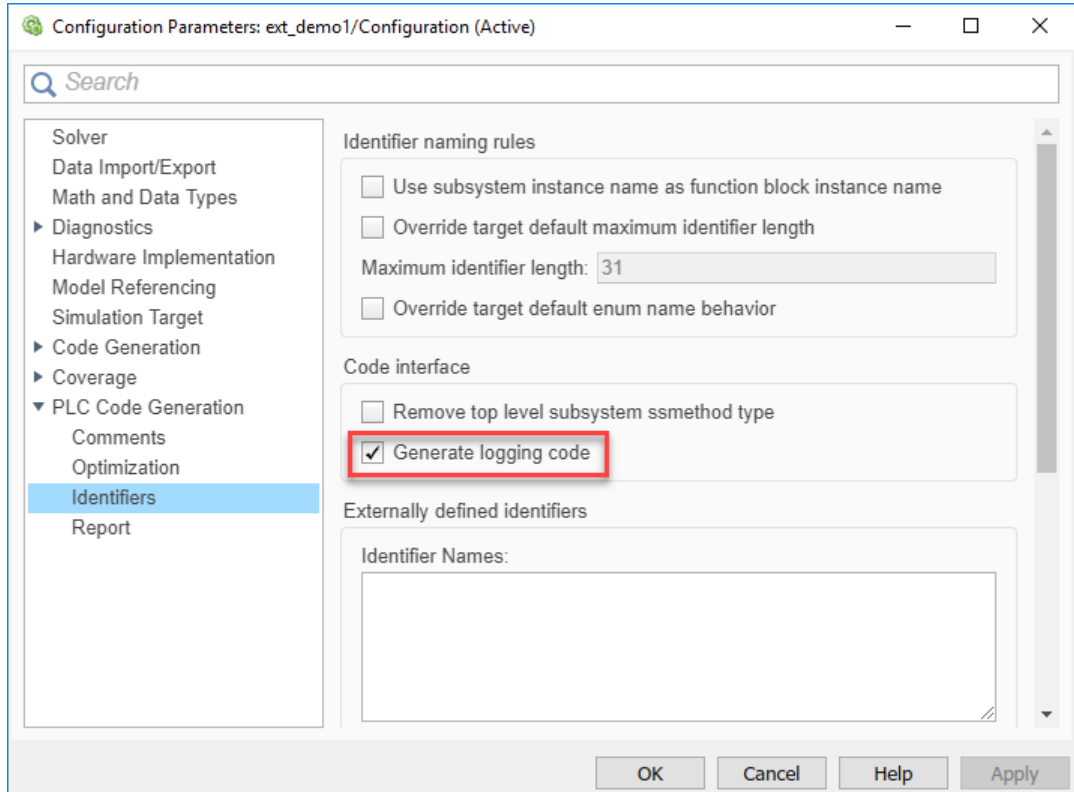 Configuration Parameters: ext_demo1/Configuration (Active)
Search
Solver
Data Import/Export
Math and Data Types
Diagnostics
Hardware Implementation
Model Referencing
Simulation Target
Code Generation
Coverage
PLC Code Generation
Comments
Optimization
Identifiers
Report
Identifier naming rules
Use subsystem instance name as function block instance name
Override target default maximum identifier length
Maximum identifier length: 31
Override target default enum name behavior
Code interface
Remove top level subsystem ssmethod type
Generate logging code
Externally defined identifiers
Identifier Names:
OK Cancel Help Apply